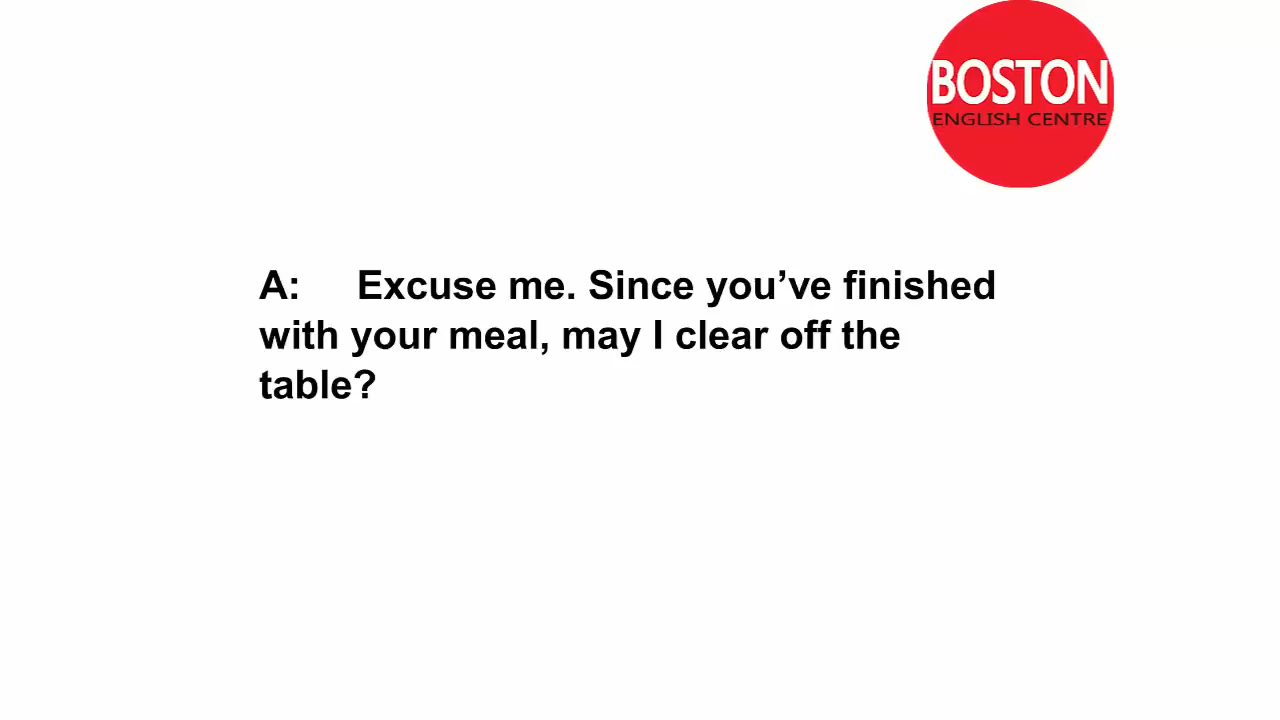 BOSTON
ENGLISH CENTRE
A: Excuse me. Since you’ve finished
with your meal, may I clear off the
table?